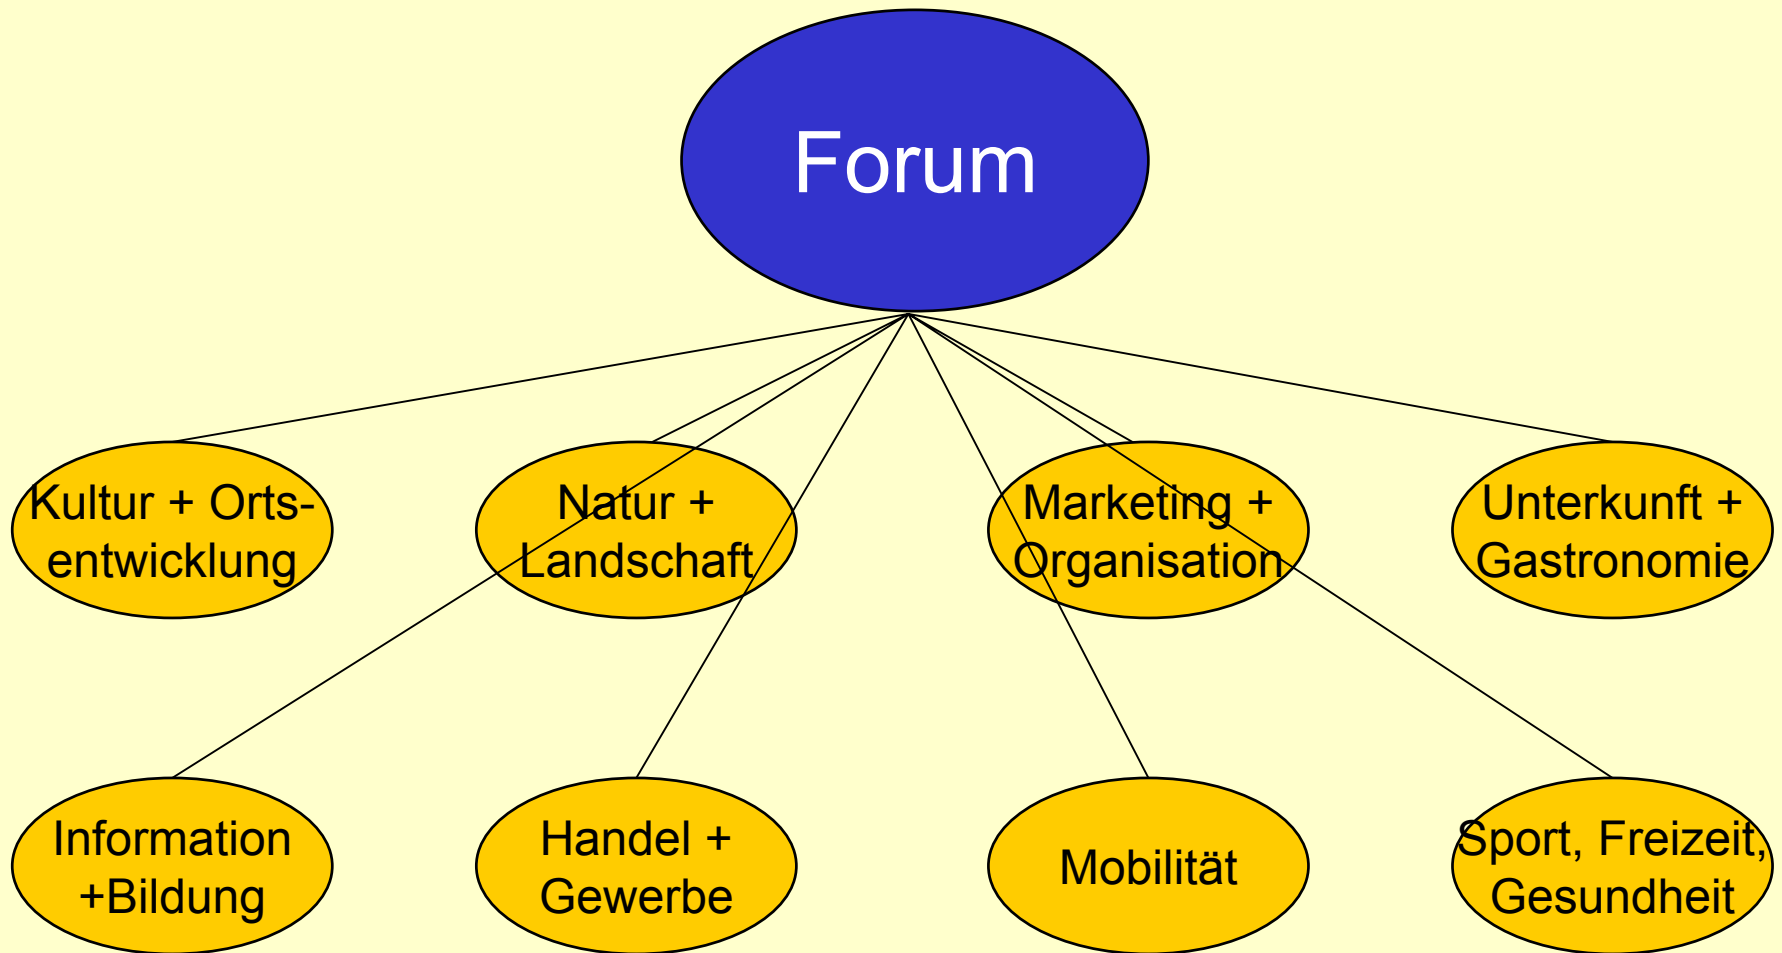 Forum
Kultur + Orts-
entwicklung
Natur +
Landschaft
Marketing +
Organisation
Unterkunft +
Gastronomie
Information
+Bildung
Handel +
Gewerbe
Mobilität
Sport, Freizeit,
Gesundheit